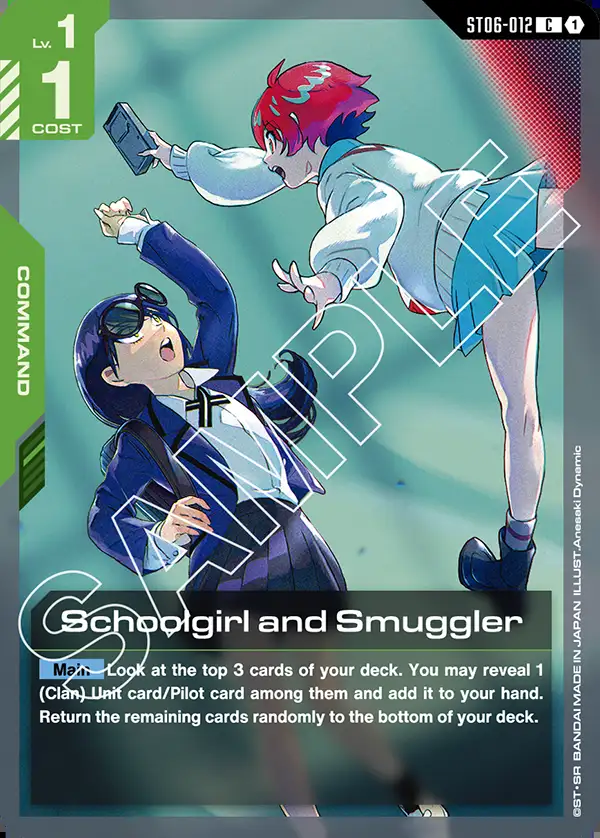 ST06-012 C 1
Lv. 1
1
COST
COMMAND
SAMPLE
Schoolgirl and Smuggler
Main Look at the top 3 cards of your deck. You may reveal 1
(Clan) Unit card/Pilot card among them and add it to your hand.
Return the remaining cards randomly to the bottom of your deck.
©ST・SR BANDAI MADE IN JAPAN ILLUST.Anesaki Dynamic